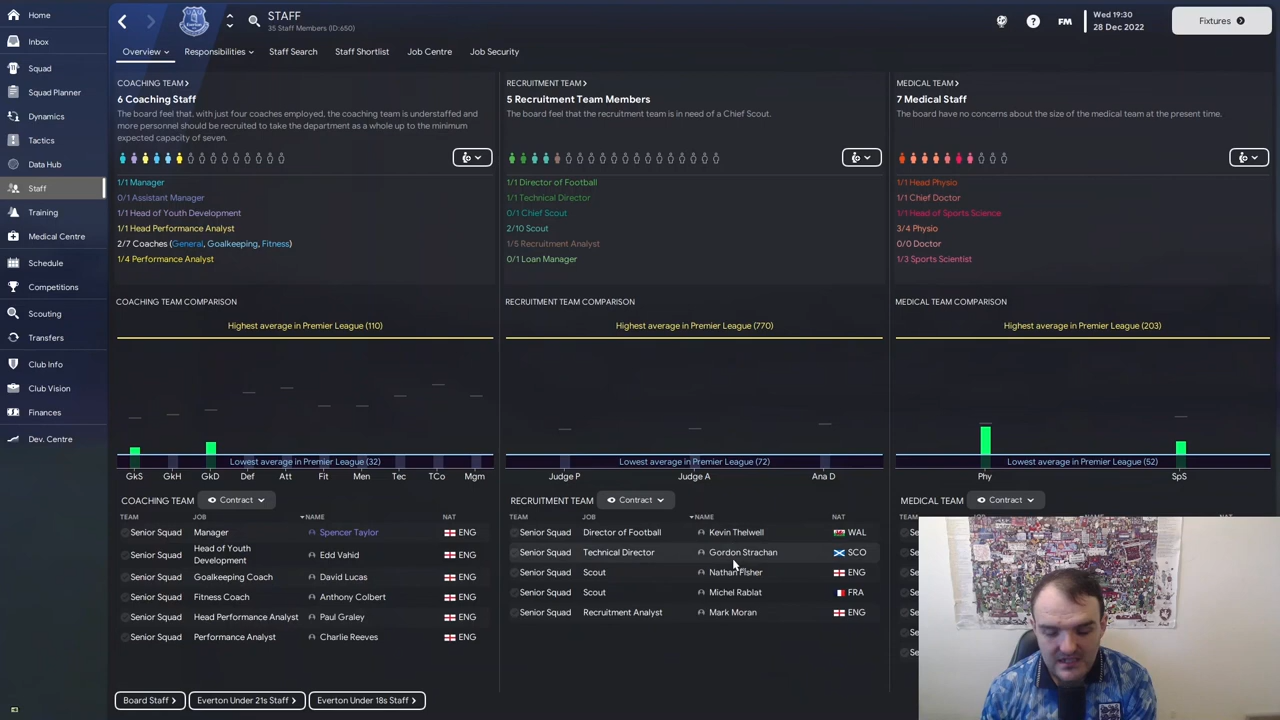 Home
Inbox
Squad
Squad Planner
Dynamics
Tactics
Data Hub
Staff
Training
Medical Centre
Schedule
Competitions
Scouting
Transfers
Club Info
Club Vision
Finances
Dev. Centre
STAFF
35 Staff Members (ID:650)
FM
Wed 19:30
28 Dec 2022
Fixtures
Overview
Responsibilities
Staff Search
Staff Shortlist
Job Centre
Job Security
COACHING TEAM
6 Coaching Staff
The board feel that, with just four coaches employed, the coaching team is understaffed and
more personnel should be recruited to take the department as a whole up to the minimum
expected capacity of seven.
1/1 Manager
0/1 Assistant Manager
1/1 Head of Youth Development
1/1 Head Performance Analyst
2/7 Coaches (General, Goalkeeping, Fitness)
1/4 Performance Analyst
COACHING TEAM COMPARISON
Highest average in Premier League (110)
Lowest average in Premier League (32)
GkS GkH GkD Def Att Fit Men Tec TCo Mgm
COACHING TEAM Contract
TEAM JOB NAME NAT
Senior Squad Manager Spencer Taylor ENG
Senior Squad Head of Youth Development Edd Vahid ENG
Senior Squad Goalkeeping Coach David Lucas ENG
Senior Squad Fitness Coach Anthony Colbert ENG
Senior Squad Head Performance Analyst Paul Graley ENG
Senior Squad Performance Analyst Charlie Reeves ENG
Board Staff
Everton Under 21s Staff
Everton Under 18s Staff
RECRUITMENT TEAM
5 Recruitment Team Members
The board feel that the recruitment team is in need of a Chief Scout.
1/1 Director of Football
1/1 Technical Director
0/1 Chief Scout
2/10 Scout
1/5 Recruitment Analyst
0/1 Loan Manager
RECRUITMENT TEAM COMPARISON
Highest average in Premier League (770)
Lowest average in Premier League (72)
Judge P Judge A Ana D
RECRUITMENT TEAM Contract
TEAM JOB NAME NAT
Senior Squad Director of Football Kevin Thelwell WAL
Senior Squad Technical Director Gordon Strachan SCO
Senior Squad Scout Nathan Fisher ENG
Senior Squad Scout Michel Rablat FRA
Senior Squad Recruitment Analyst Mark Moran ENG
MEDICAL TEAM
7 Medical Staff
The board have no concerns about the size of the medical team at the present time.
1/1 Head Physio
1/1 Chief Doctor
1/1 Head of Sports Science
3/4 Physio
0/0 Doctor
1/3 Sports Scientist
MEDICAL TEAM COMPARISON
Highest average in Premier League (203)
Lowest average in Premier League (52)
Phy SpS
MEDICAL TEAM Contract